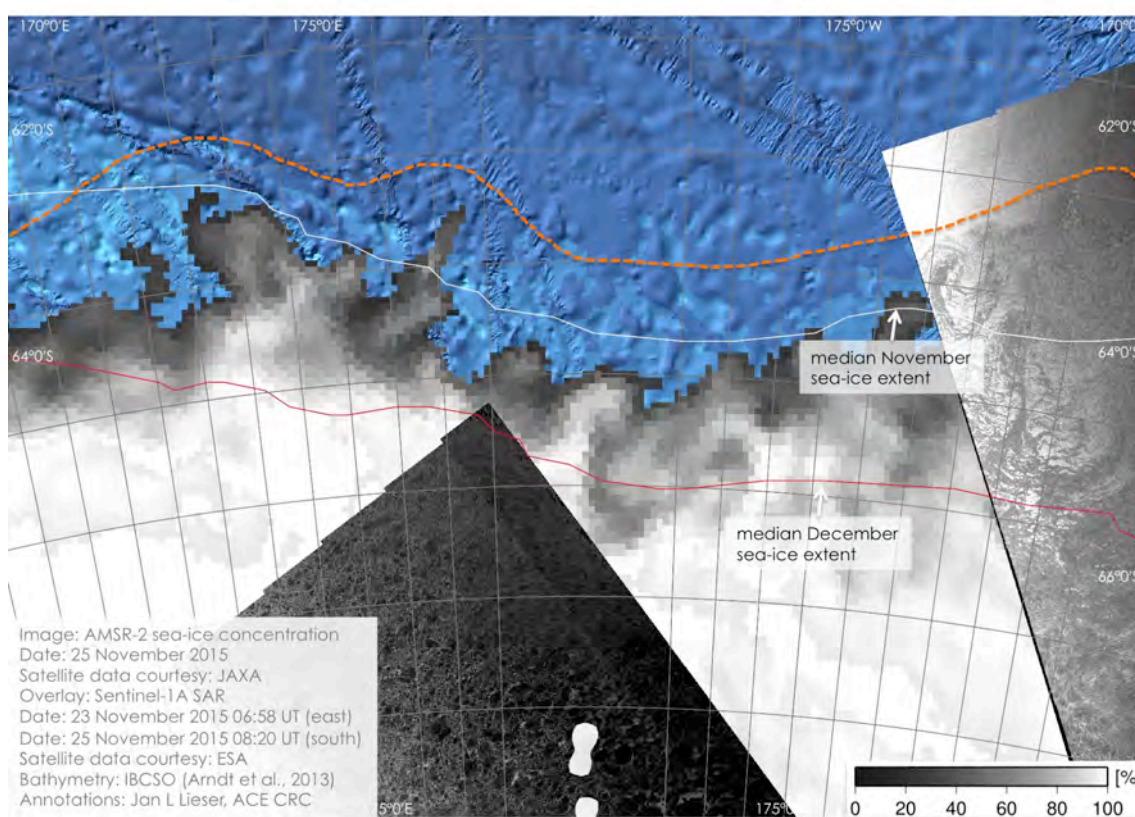 170°0'E
175°0'E
175°0'W
170°0'
62°0'S
62°0'S
median November
sea-ice extent
64°0'S
64°0'S
median December
sea-ice extent
66°0'S
Image: AMSR-2 sea-ice concentration
Date: 25 November 2015
Satellite data courtesy: JAXA
Overlay: Sentinel-1A SAR
Date: 23 November 2015 06:58 UT (east)
Date: 25 November 2015 08:20 UT (south)
Satellite data courtesy: ESA
Bathymetry: IBCSO (Arndt et al., 2013)
Annotations: Jan L Lieser, ACE CRC
5°0'E
175°0'
[%
0 20 40 60 80 100